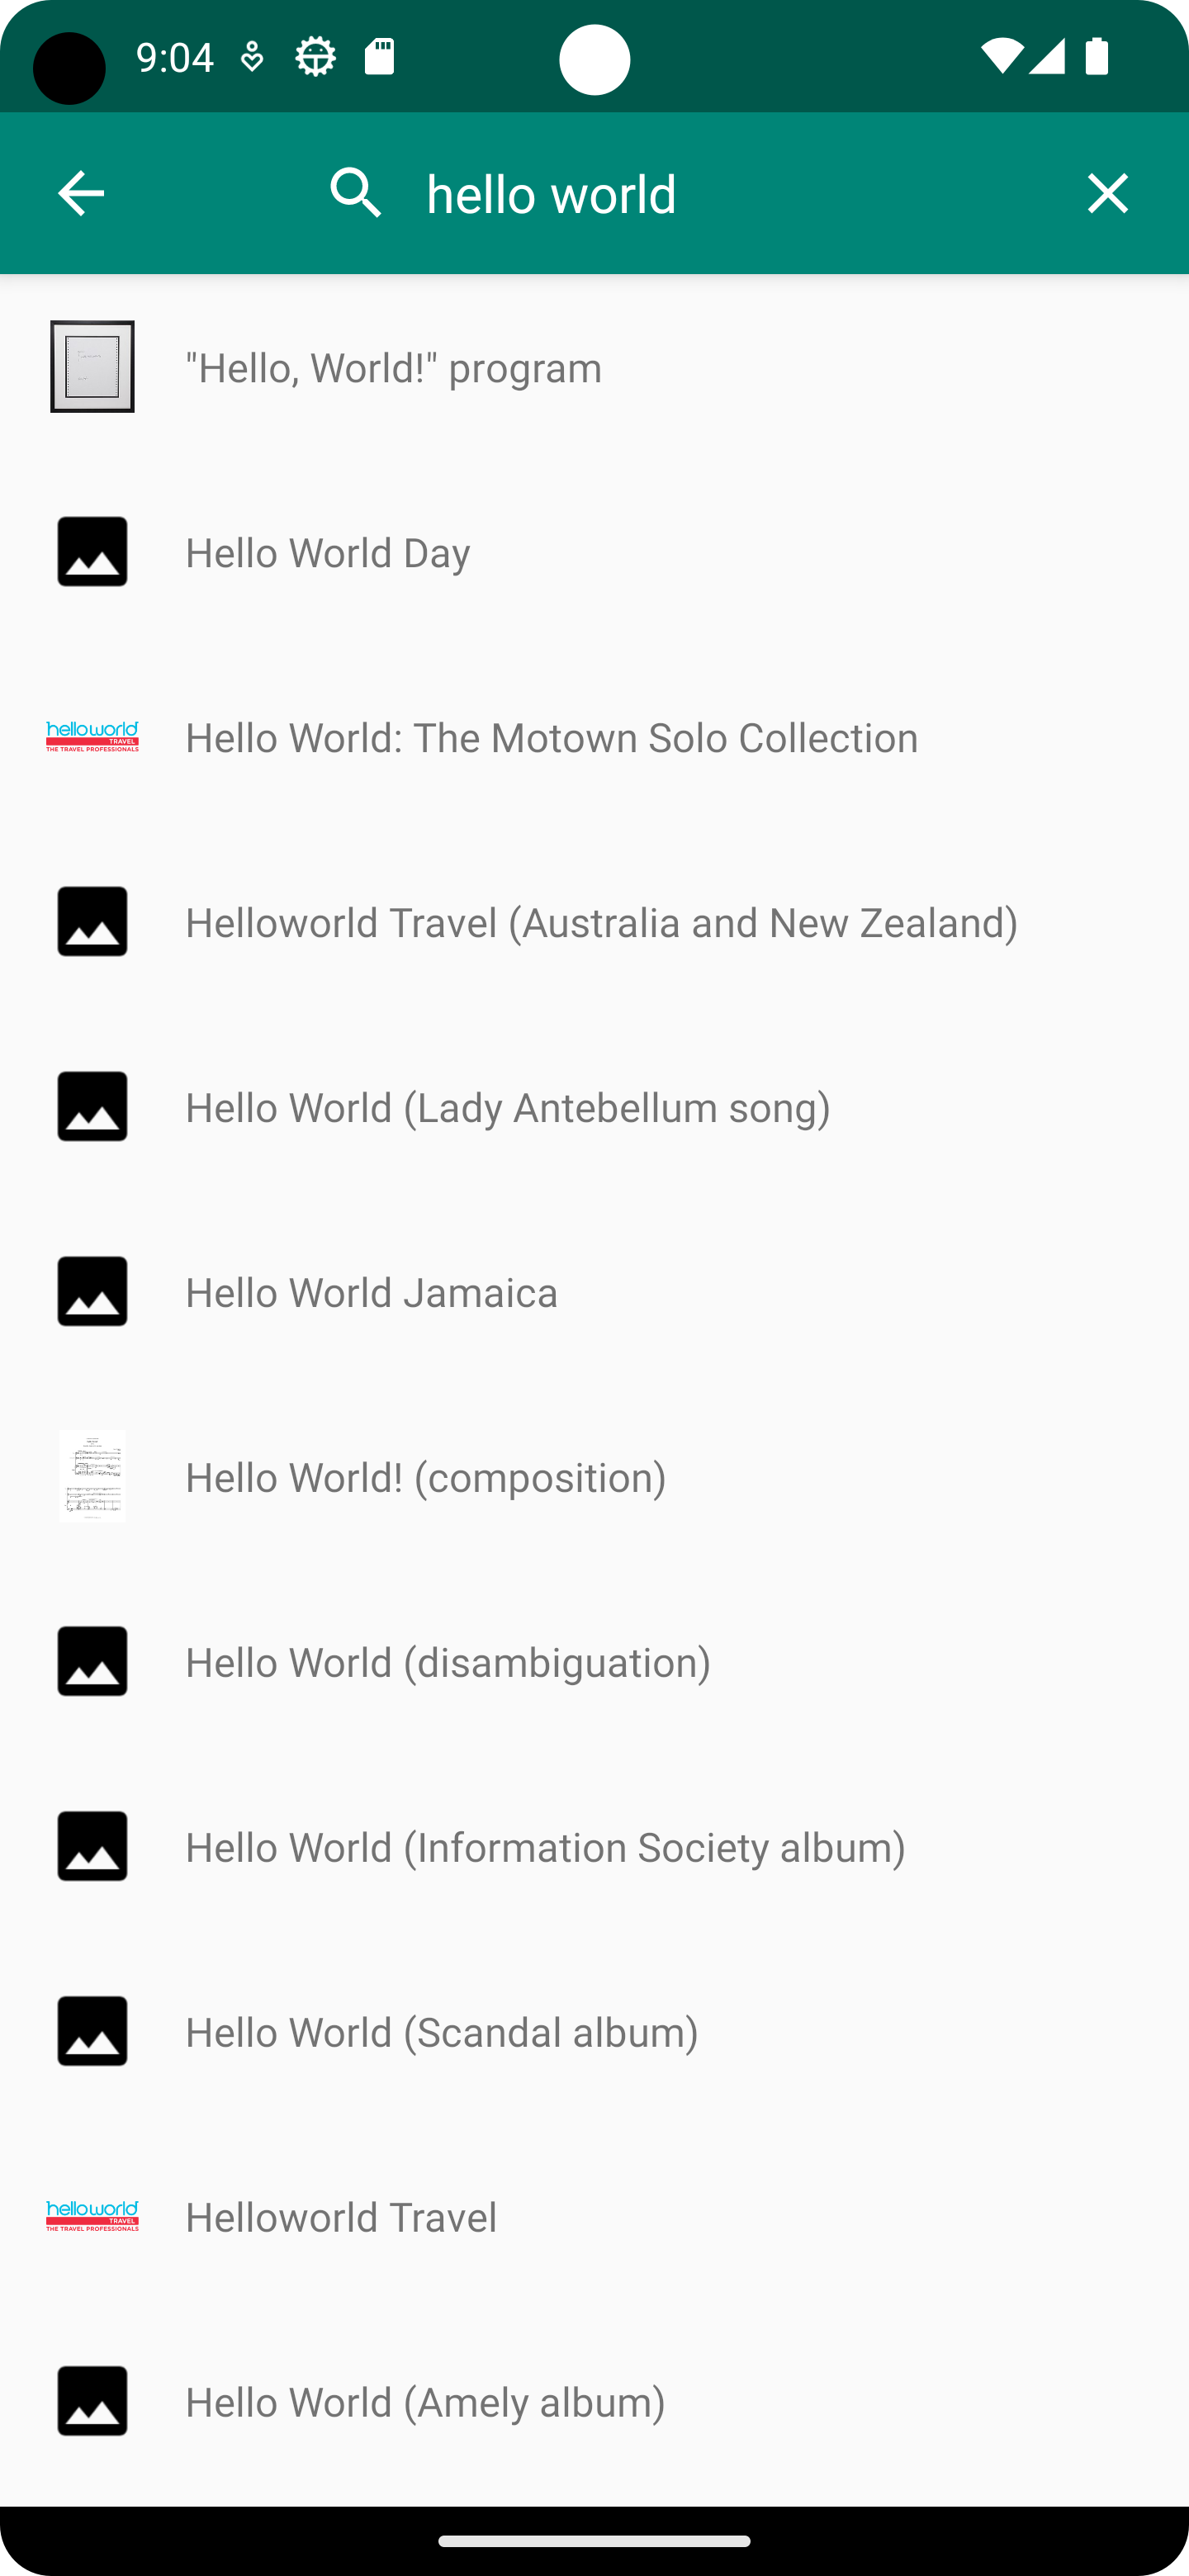 9:04
hello world
"Hello, World!" program
Hello World Day
helloworld
TRAVEL
THE TRAVEL PROFESSIONALS
Hello World: The Motown Solo Collection
Helloworld Travel (Australia and New Zealand)
Hello World (Lady Antebellum song)
Hello World Jamaica
Hello World! (composition)
Hello World (disambiguation)
Hello World (Information Society album)
Hello World (Scandal album)
helloworld
TRAVEL
THE TRAVEL PROFESSIONALS
Helloworld Travel
Hello World (Amely album)